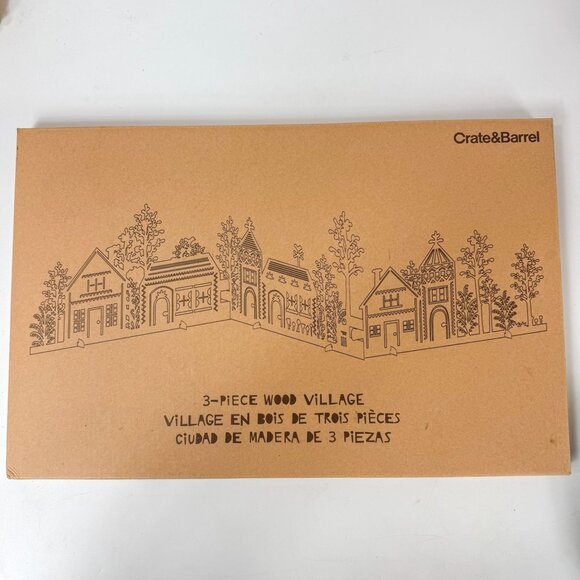 Crate&Barrel
3-PIECE WOOD VILLAGE
VILLAGE EN BOIS DE TROIS PIÈCES
CIUDAD DE MADERA DE 3 PIEZAS